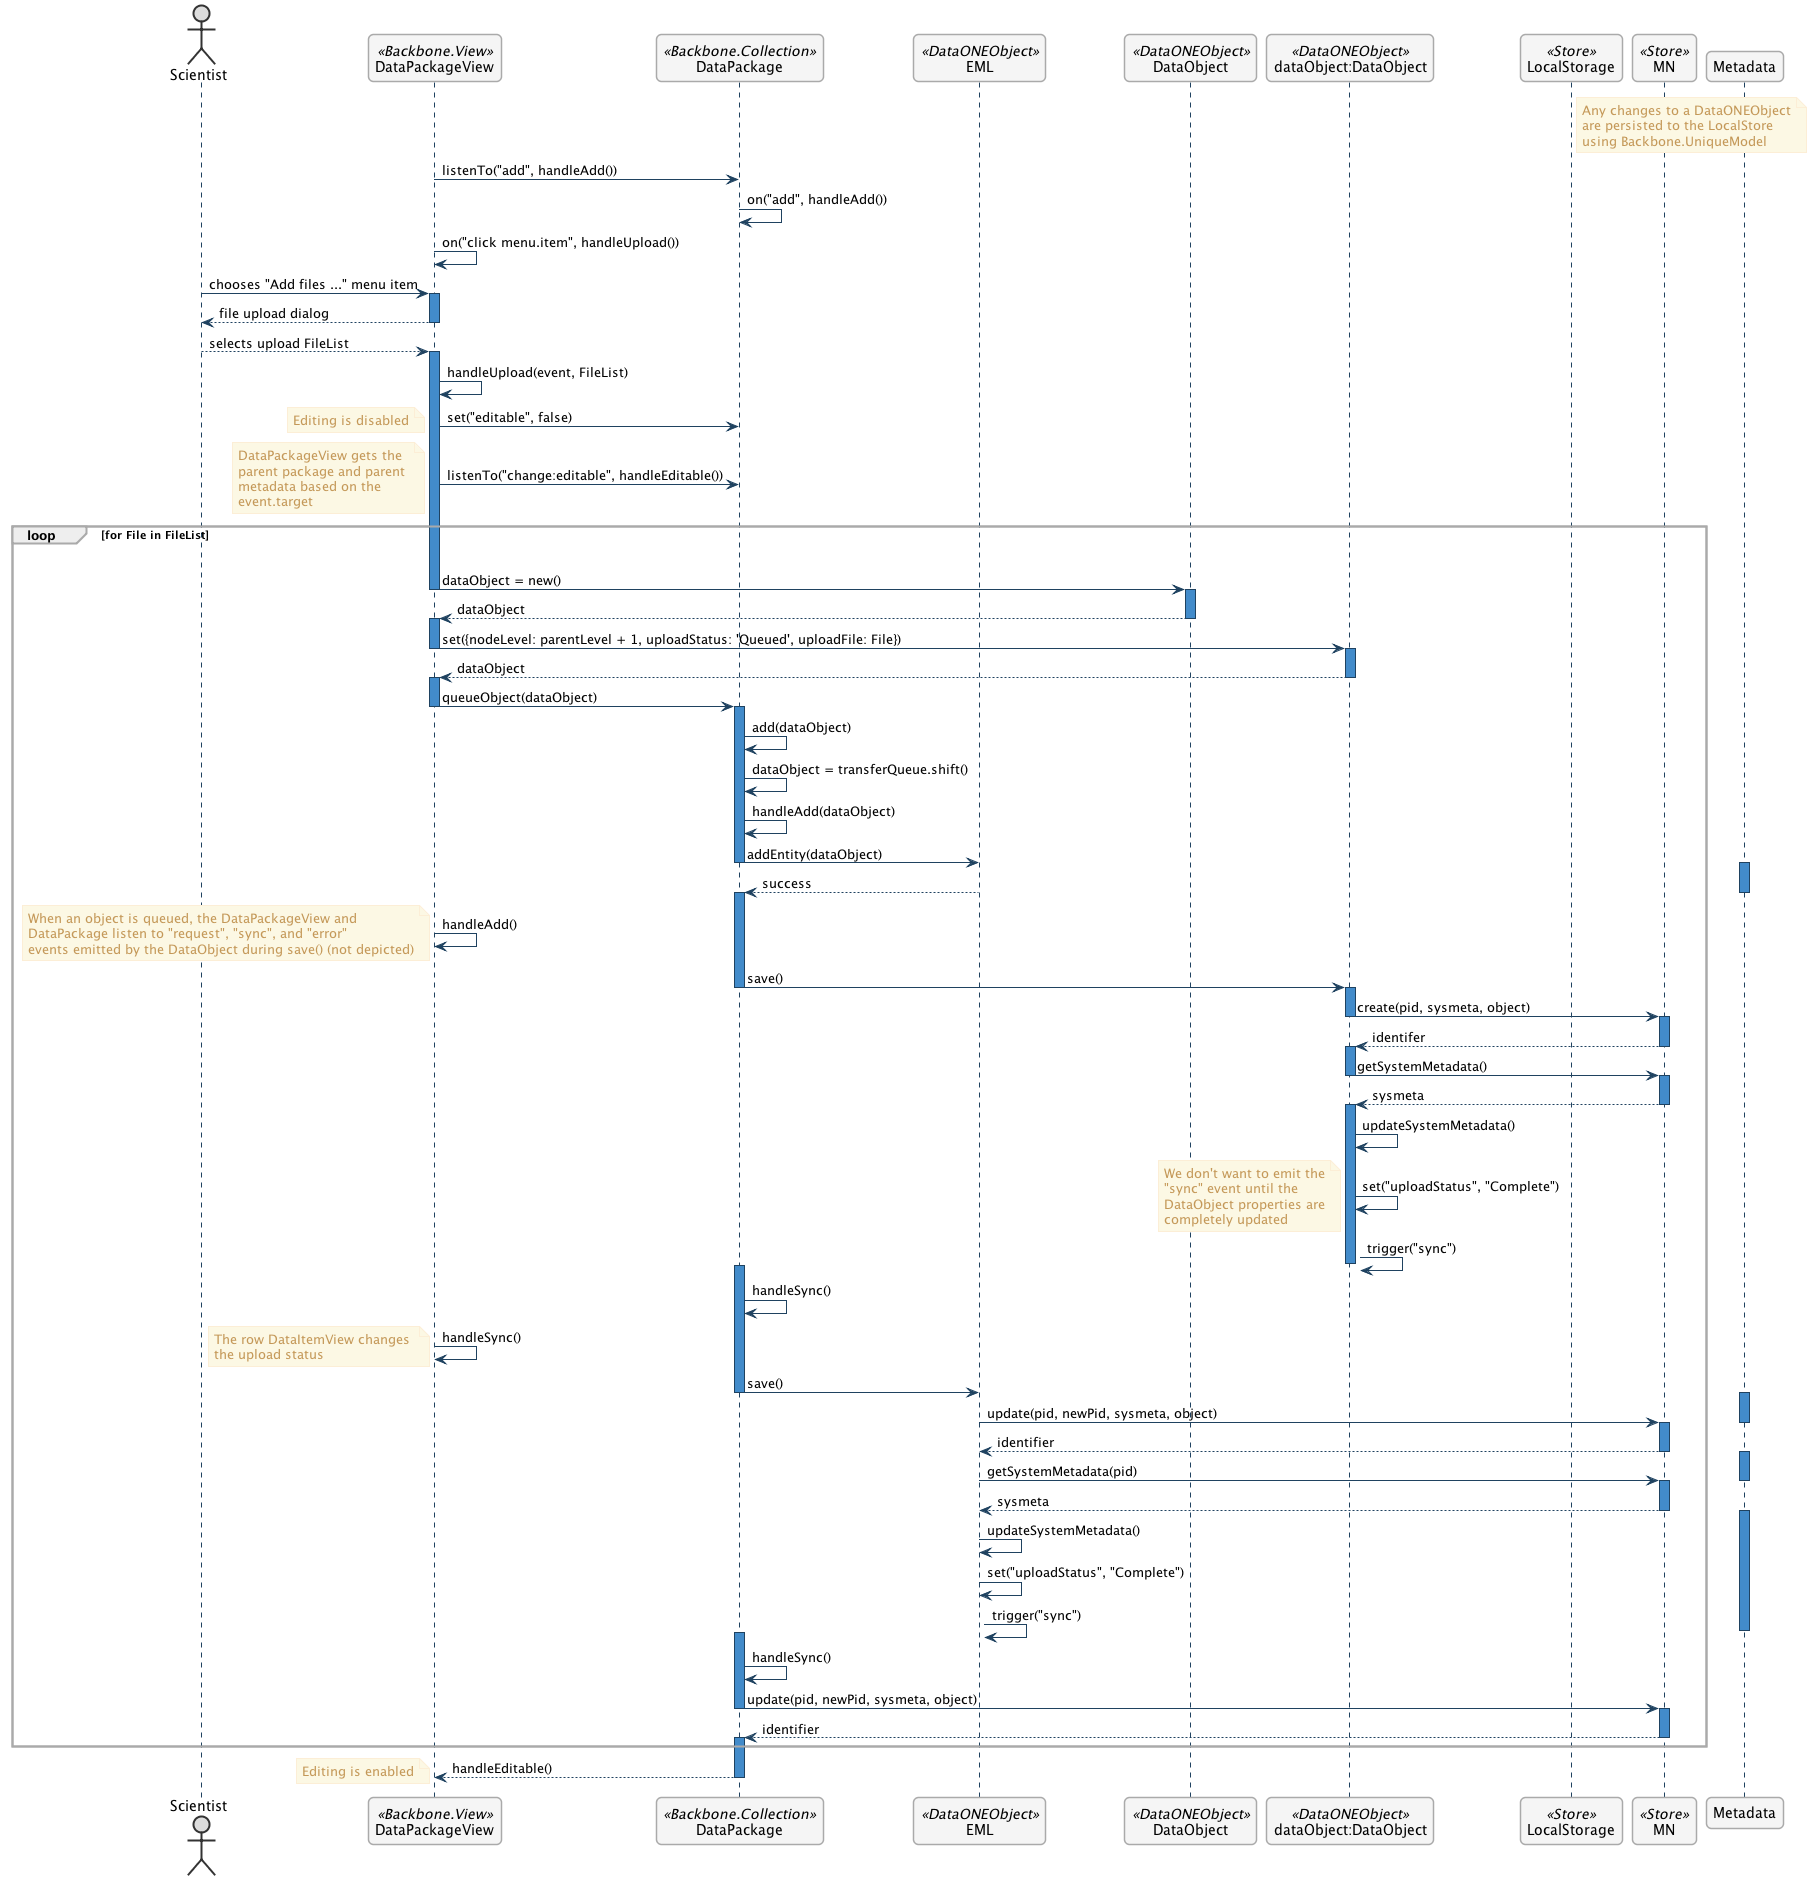 Scientist
«Backbone.View»
DataPackageView
«Backbone.Collection»
DataPackage
«DataONEObject»
EML
«DataONEObject»
DataObject
«DataONEObject»
dataObject:DataObject
«Store»
LocalStorage
«Store»
MN
Metadata
Any changes to a DataONEObject
are persisted to the LocalStore
using Backbone.UniqueModel
listenTo("add", handleAdd())
on("add", handleAdd())
on("click menu.item", handleUpload())
chooses "Add files ..." menu item
file upload dialog
selects upload FileList
handleUpload(event, FileList)
Editing is disabled
set("editable", false)
DataPackageView gets the
parent package and parent
metadata based on the
event.target
listenTo("change:editable", handleEditable())
loop
[for File in FileList]
dataObject = new()
dataObject
set({nodeLevel: parentLevel + 1, uploadStatus: 'Queued', uploadFile: File})
dataObject
queueObject(dataObject)
add(dataObject)
dataObject = transferQueue.shift()
handleAdd(dataObject)
addEntity(dataObject)
success
When an object is queued, the DataPackageView and
DataPackage listen to "request", "sync", and "error"
events emitted by the DataObject during save() (not depicted)
handleAdd()
save()
create(pid, sysmeta, object)
identifer
getSystemMetadata()
sysmeta
updateSystemMetadata()
We don't want to emit the
"sync" event until the
DataObject properties are
completely updated
set("uploadStatus", "Complete")
trigger("sync")
handleSync()
The row DataItemView changes
the upload status
handleSync()
save()
update(pid, newPid, sysmeta, object)
identifier
getSystemMetadata(pid)
sysmeta
updateSystemMetadata()
set("uploadStatus", "Complete")
trigger("sync")
handleSync()
update(pid, newPid, sysmeta, object)
identifier
Editing is enabled
handleEditable()
Scientist
«Backbone.View»
DataPackageView
«Backbone.Collection»
DataPackage
«DataONEObject»
EML
«DataONEObject»
DataObject
«DataONEObject»
dataObject:DataObject
«Store»
LocalStorage
«Store»
MN
Metadata